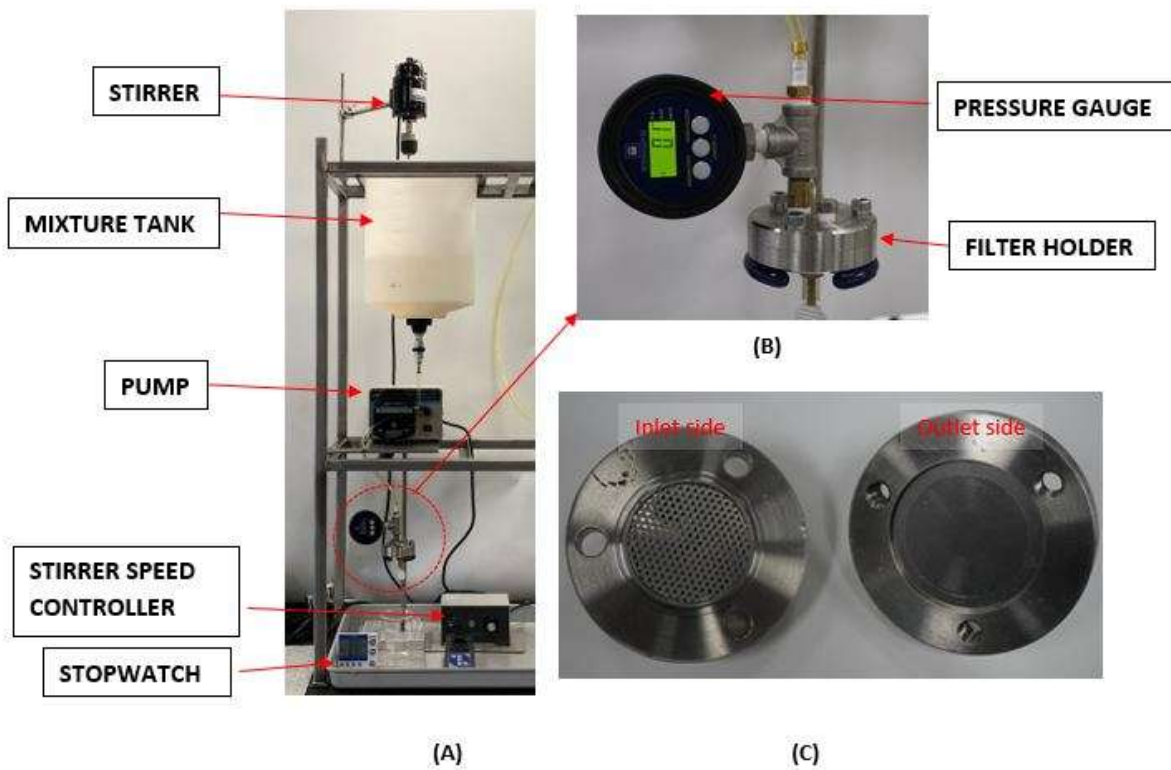 STIRRER
MIXTURE TANK
PUMP
STIRRER SPEED
CONTROLLER
STOPWATCH
(A)
PRESSURE GAUGE
FILTER HOLDER
(B)
Inlet side
Outlet side
(C)